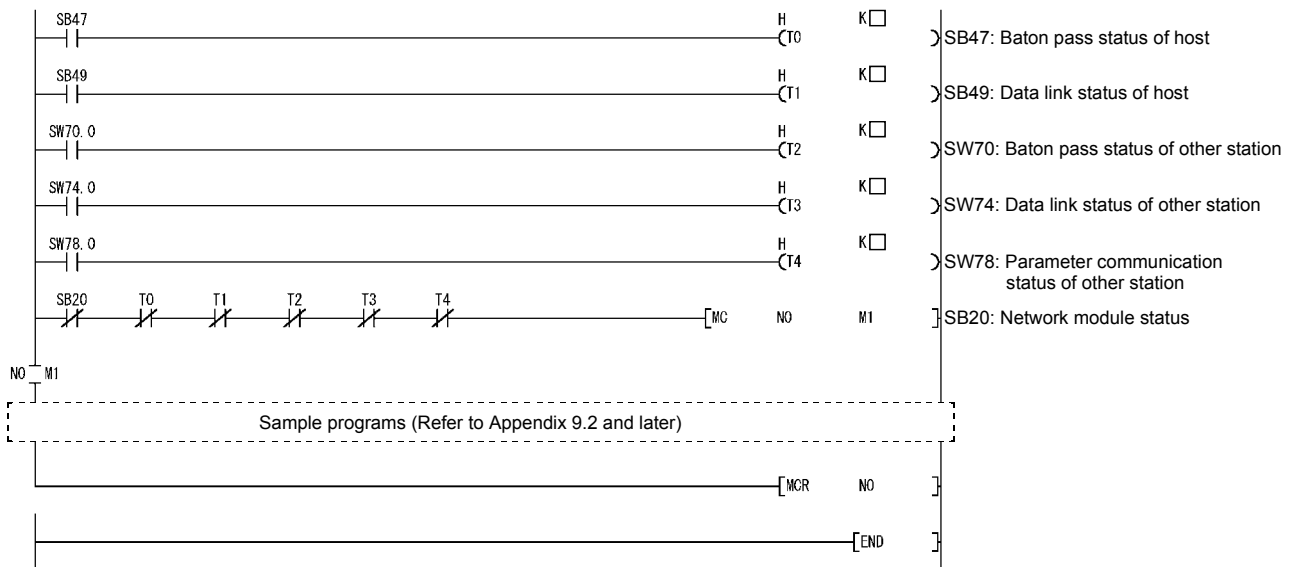 SB47 H K□
T0 SB47: Baton pass status of host
SB49 H K□
T1 SB49: Data link status of host
SW70.0 H K□
T2 SW70: Baton pass status of other station
SW74.0 H K□
T3 SW74: Data link status of other station
SW78.0 H K□
T4 SW78: Parameter communication
status of other station
SB20 T0 T1 T2 T3 T4
MC N0 M1 SB20: Network module status
N0 M1
Sample programs (Refer to Appendix 9.2 and later)
MCR N0
END